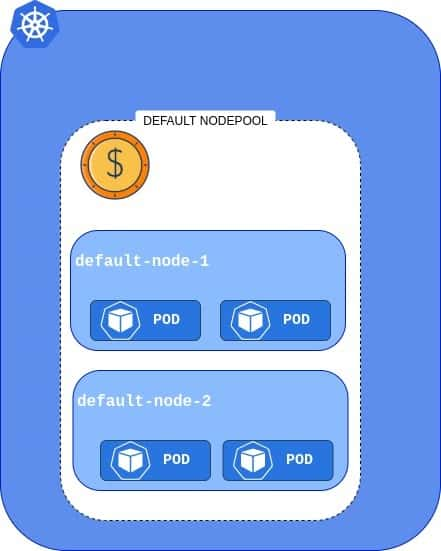 DEFAULT NODEPOOL
$
default-node-1
POD POD
default-node-2
POD POD